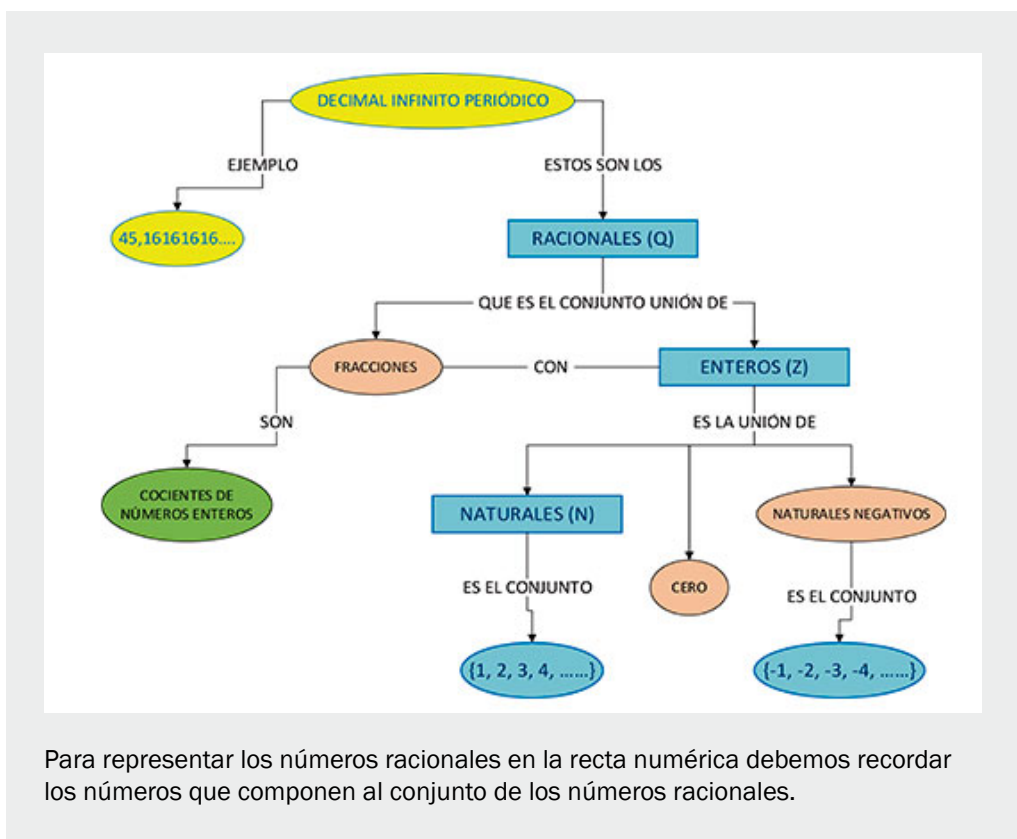 DECIMAL INFINITO PERIÓDICO
EJEMPLO
ESTOS SON LOS
45,16161616....
RACIONALES (Q)
QUE ES EL CONJUNTO UNIÓN DE
FRACCIONES
CON
ENTEROS (Z)
SON
ES LA UNIÓN DE
COCIENTES DE
NÚMEROS ENTEROS
NATURALES (N)
NATURALES NEGATIVOS
ES EL CONJUNTO
CERO
ES EL CONJUNTO
{1, 2, 3, 4, ......}
{-1, -2, -3, -4, ......}
Para representar los números racionales en la recta numérica debemos recordar
los números que componen al conjunto de los números racionales.